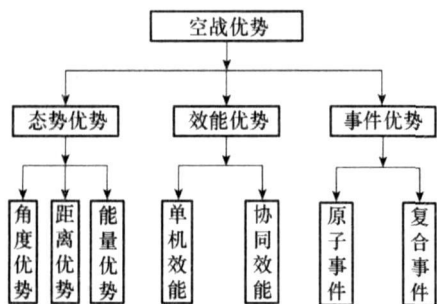 空战优势
态势优势
效能优势
事件优势
角度优势
距离优势
能量优势
单机效能
协同效能
原子事件
复合事件